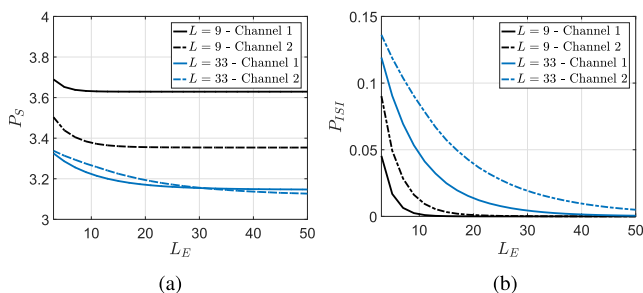 4
3.8
3.6
3.4
3.2
3
P_S
10
20
30
40
50
L_E
L = 9 - Channel 1
L = 9 - Channel 2
L = 33 - Channel 1
L = 33 - Channel 2
(a)
0.15
0.1
0.05
0
P_{ISI}
10
20
30
40
50
L_E
L = 9 - Channel 1
L = 9 - Channel 2
L = 33 - Channel 1
L = 33 - Channel 2
(b)